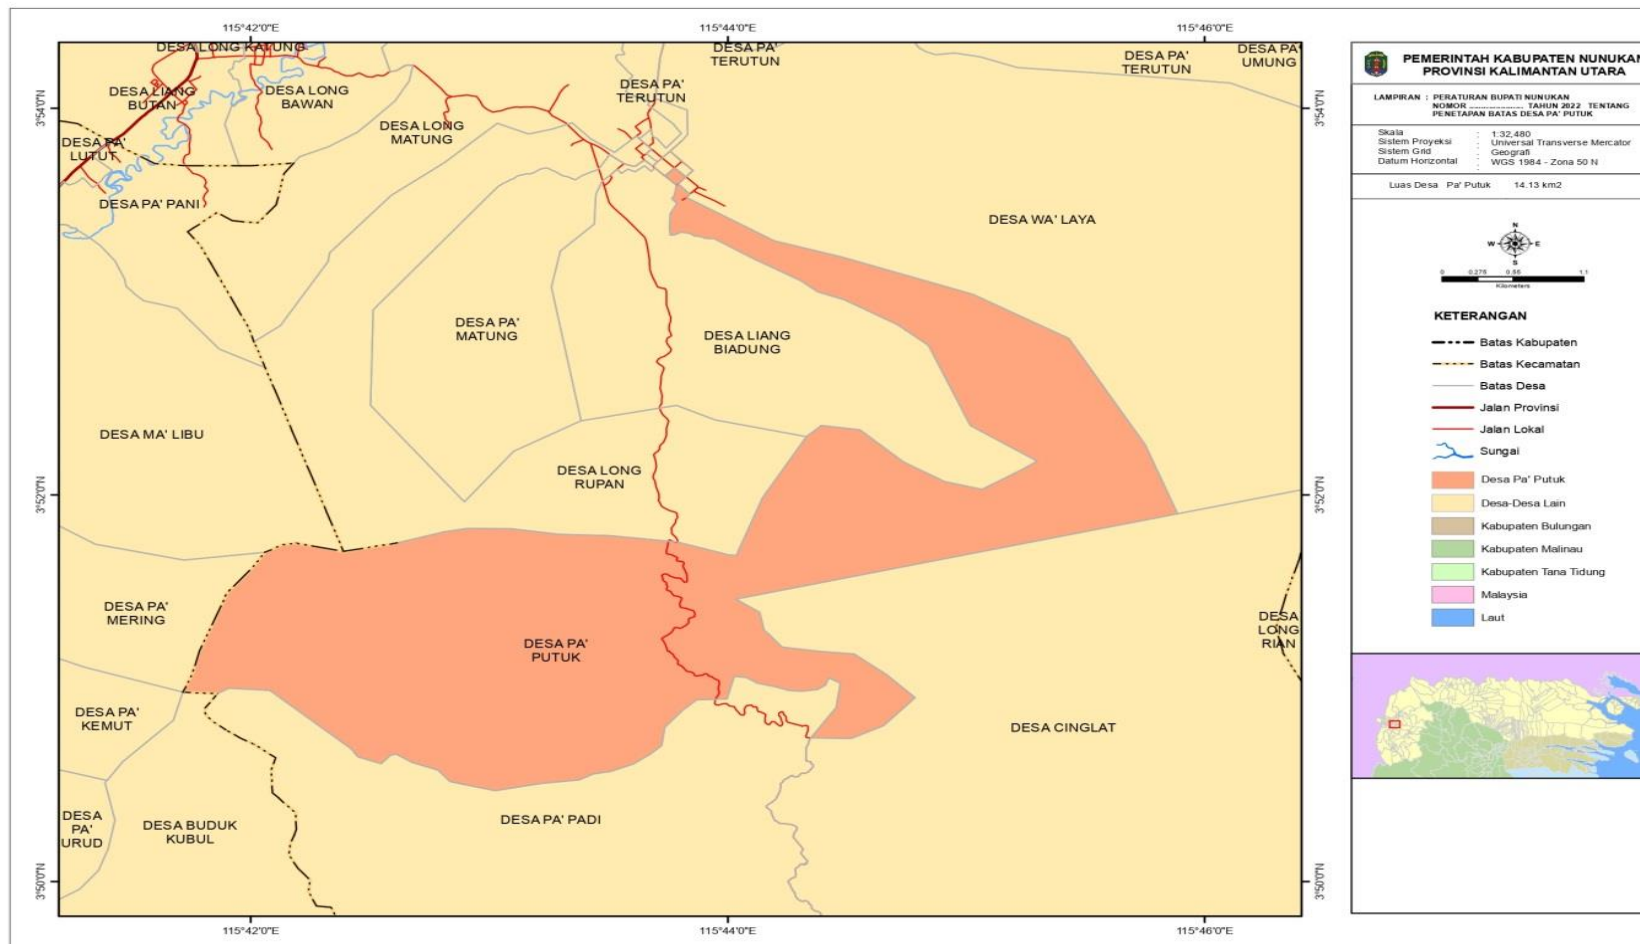 115°42'0"E
115°44'0"E
115°46'0"E
DESA LONG KATUNG
DESA PA'
TERUTUN
DESA PA'
TERUTUN
DESA PA'
UMUNG
DESA LIANG
BUTAN
DESA LONG
BAWAN
DESA PA'
TERUTUN
3°54'0"N
3°54'0"N
DESA LONG
MATUNG
DESA PA'
LUTUT
DESA PA' PANI
DESA WA' LAYA
DESA PA'
MATUNG
DESA LIANG
BIADUNG
DESA MA' LIBU
DESA LONG
RUPAN
3°52'0"N
3°52'0"N
DESA PA'
MERING
DESA PA'
PUTUK
DESA
LONG
RIAN
DESA PA'
KEMUT
DESA CINGLAT
DESA
PA'
URUD
DESA BUDUK
KUBUL
DESA PA' PADI
3°50'0"N
3°50'0"N
115°42'0"E
115°44'0"E
115°46'0"E
PEMERINTAH KABUPATEN NUNUKAN
PROVINSI KALIMANTAN UTARA
LAMPIRAN : PERATURAN BUPATI NUNUKAN
NOMOR ..................... TAHUN 2022 TENTANG
PENETAPAN BATAS DESA PA' PUTUK
Skala : 1:32,480
Sistem Proyeksi : Universal Transverse Mercator
Sistem Grid : Geografi
Datum Horizontal : WGS 1984 - Zona 50 N
Luas Desa Pa' Putuk 14.13 km2
N
W E
S
0 0.275 0.55 1.1
Kilometers
KETERANGAN
Batas Kabupaten
Batas Kecamatan
Batas Desa
Jalan Provinsi
Jalan Lokal
Sungai
Desa Pa' Putuk
Desa-Desa Lain
Kabupaten Bulungan
Kabupaten Malinau
Kabupaten Tana Tidung
Malaysia
Laut